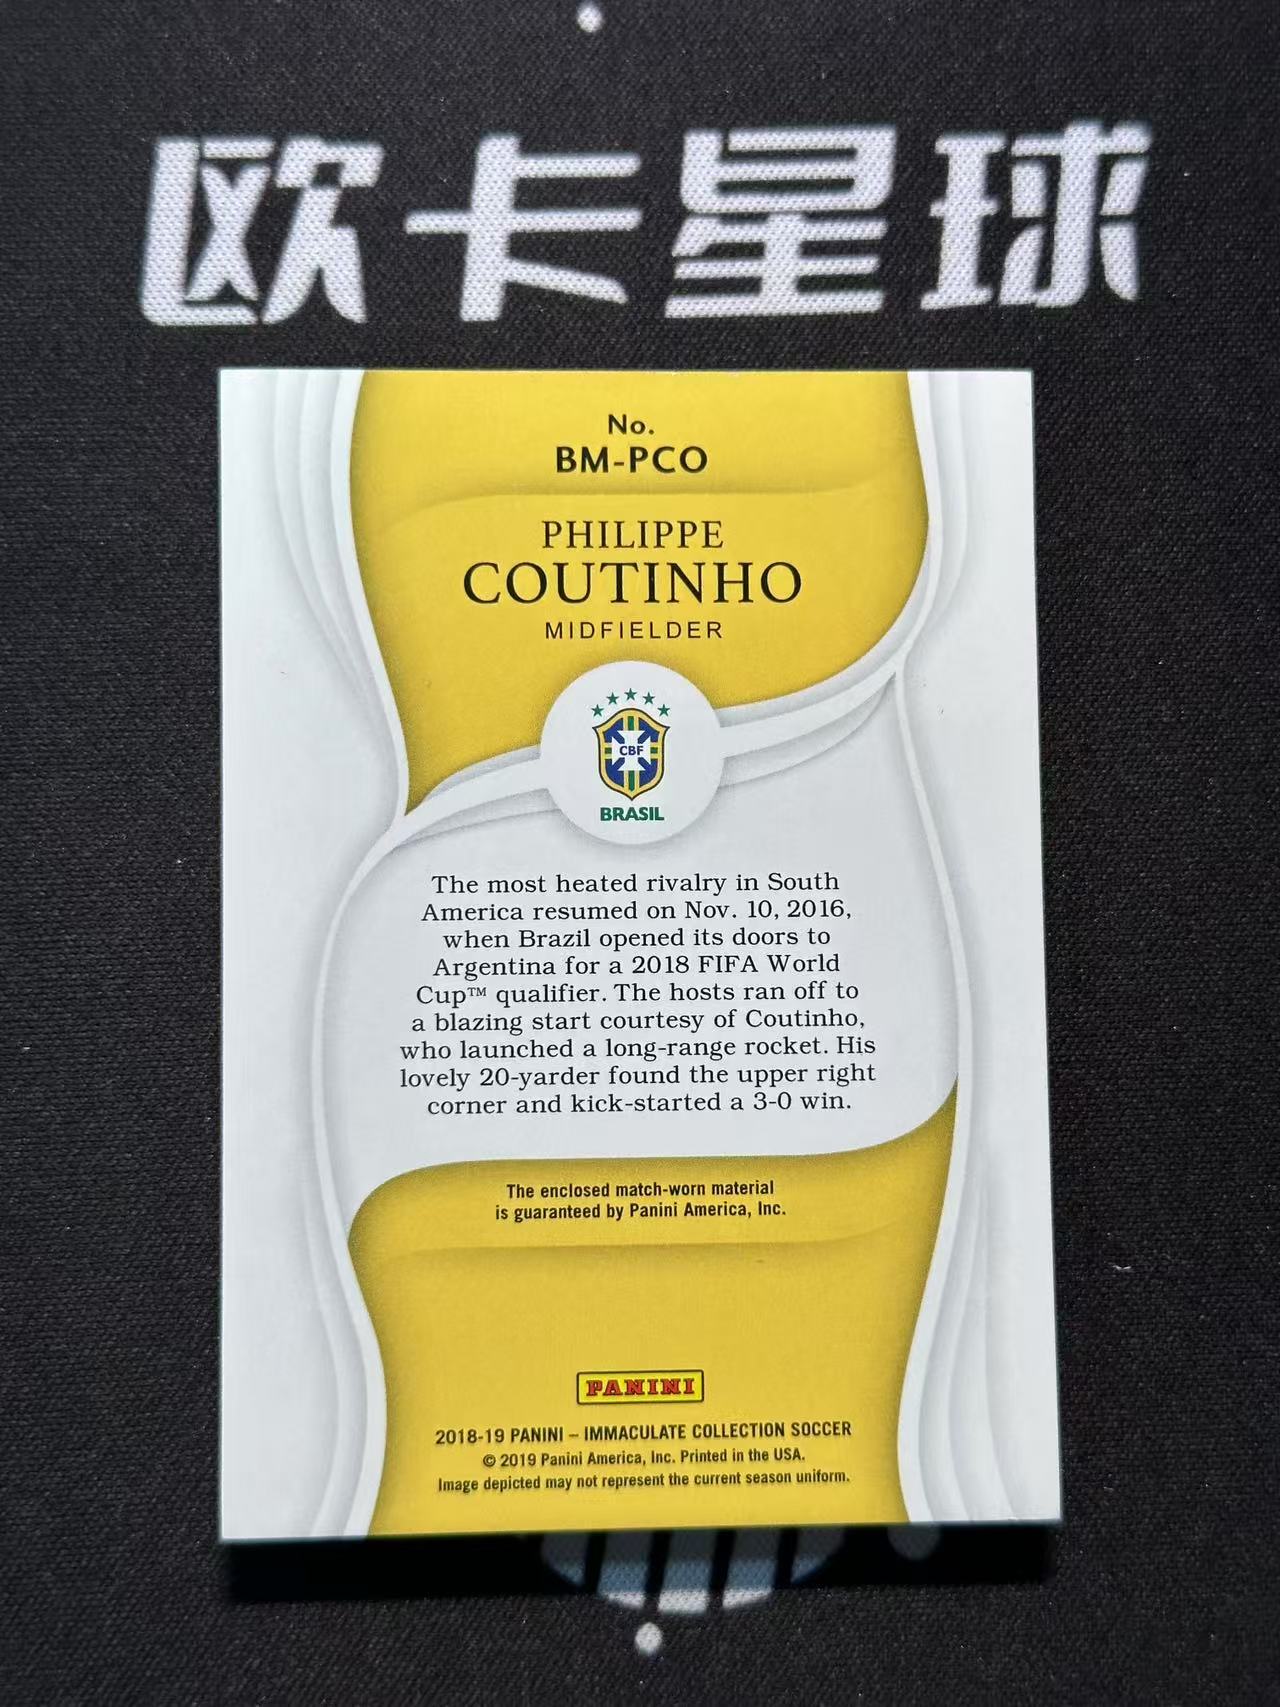 欧卡星球
No.
BM-PCO
PHILIPPE
COUTINHO
MIDFIELDER
CBF
BRASIL
The most heated rivalry in South
America resumed on Nov. 10, 2016,
when Brazil opened its doors to
Argentina for a 2018 FIFA World
Cup™ qualifier. The hosts ran off to
a blazing start courtesy of Coutinho,
who launched a long-range rocket. His
lovely 20-yarder found the upper right
corner and kick-started a 3-0 win.
The enclosed match-worn material
is guaranteed by Panini America, Inc.
PANINI
2018-19 PANINI – IMMACULATE COLLECTION SOCCER
© 2019 Panini America, Inc. Printed in the USA.
Image depicted may not represent the current season uniform.